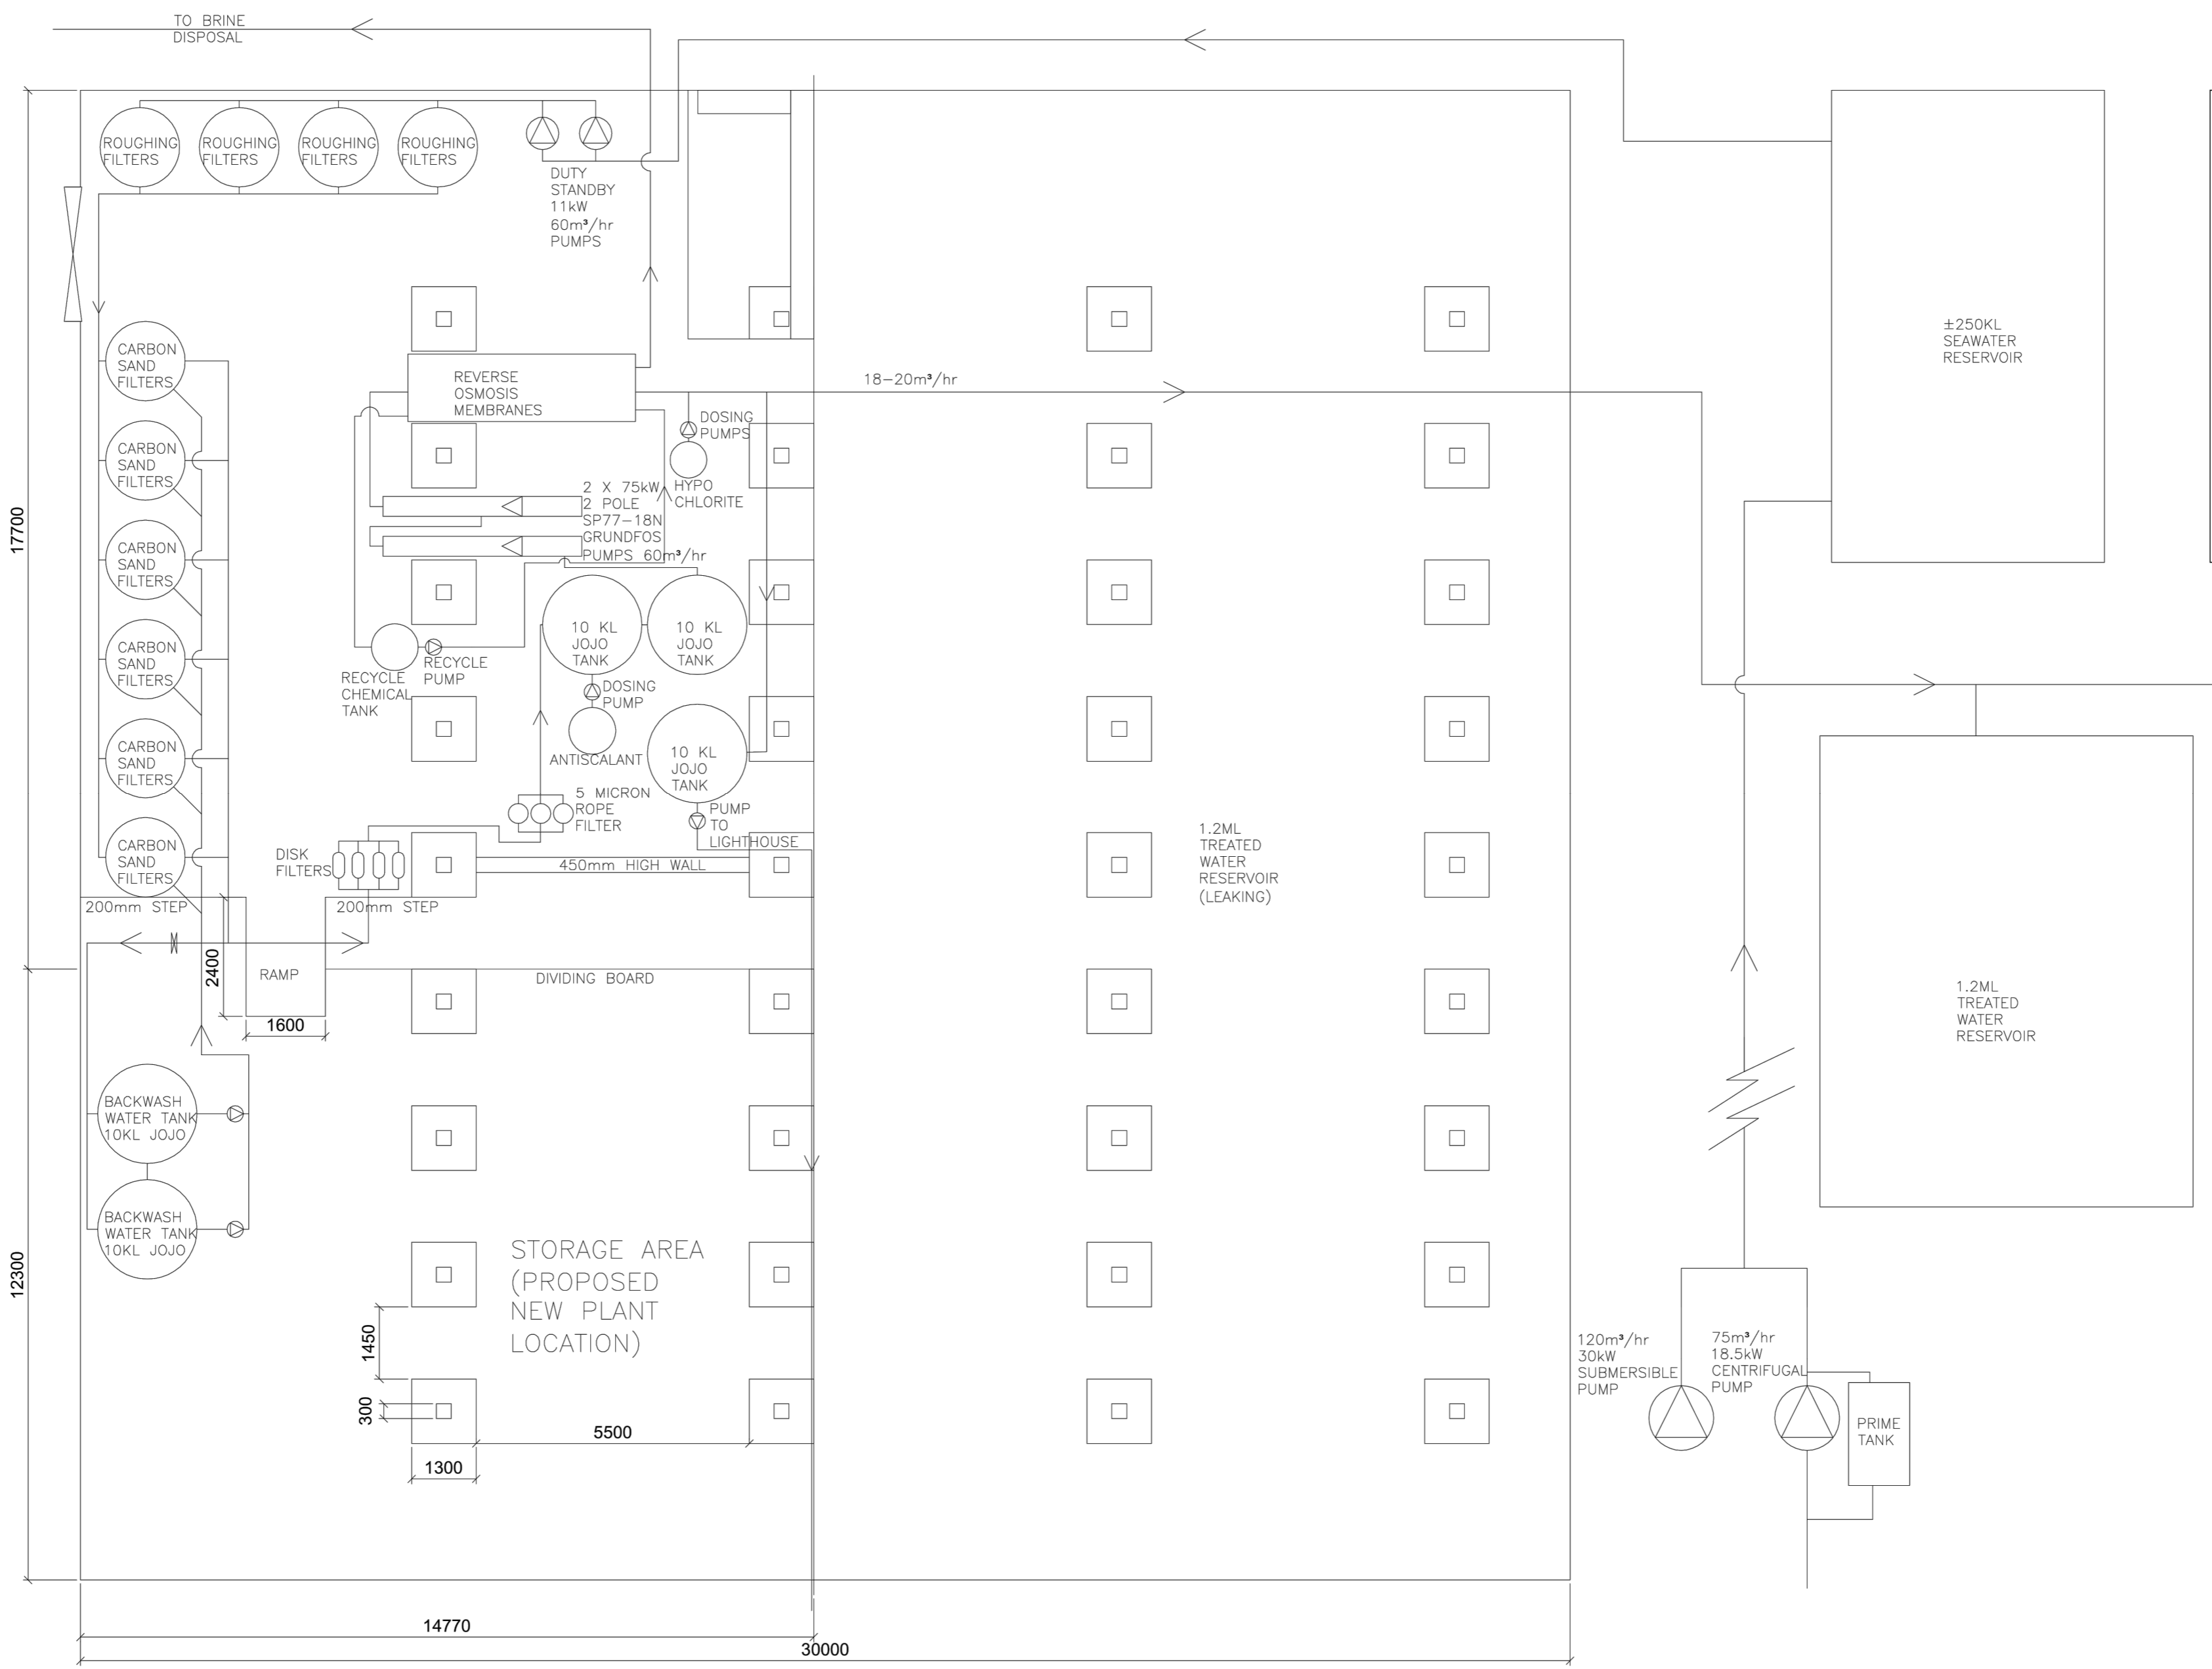 TO BRINE
DISPOSAL
ROUGHING
FILTERS
ROUGHING
FILTERS
ROUGHING
FILTERS
ROUGHING
FILTERS
DUTY
STANDBY
11kW
60m³/hr
PUMPS
±250KL
SEAWATER
RESERVOIR
CARBON
SAND
FILTERS
CARBON
SAND
FILTERS
CARBON
SAND
FILTERS
CARBON
SAND
FILTERS
CARBON
SAND
FILTERS
CARBON
SAND
FILTERS
REVERSE
OSMOSIS
MEMBRANES
18-20m³/hr
DOSING
PUMPS
HYPO
CHLORITE
2 X 75kW
2 POLE
SP77-18N
GRUNDFOS
PUMPS 60m³/hr
17700
10 KL
JOJO
TANK
10 KL
JOJO
TANK
RECYCLE
PUMP
RECYCLE
CHEMICAL
TANK
DOSING
PUMP
ANTISCALANT
10 KL
JOJO
TANK
5 MICRON
ROPE
FILTER
PUMP
TO
LIGHTHOUSE
DISK
FILTERS
450mm HIGH WALL
1.2ML
TREATED
WATER
RESERVOIR
(LEAKING)
200mm STEP
200mm STEP
2400
RAMP
DIVIDING BOARD
1600
1.2ML
TREATED
WATER
RESERVOIR
BACKWASH
WATER TANK
10KL JOJO
BACKWASH
WATER TANK
10KL JOJO
12300
STORAGE AREA
(PROPOSED
NEW PLANT
LOCATION)
1450
300
5500
1300
120m³/hr
30kW
SUBMERSIBLE
PUMP
75m³/hr
18.5kW
CENTRIFUGAL
PUMP
PRIME
TANK
14770
30000